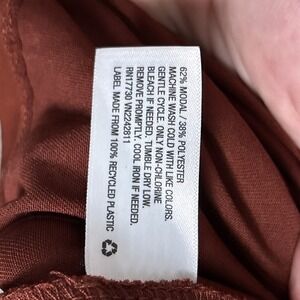 62% MODAL / 38% POLYESTER
MACHINE WASH COLD WITH LIKE COLORS.
GENTLE CYCLE. ONLY NON-CHLORINE
BLEACH IF NEEDED. TUMBLE DRY LOW.
REMOVE PROMPTLY. COOL IRON IF NEEDED.
RN17730 VN2242811
LABEL MADE FROM 100% RECYCLED PLASTIC